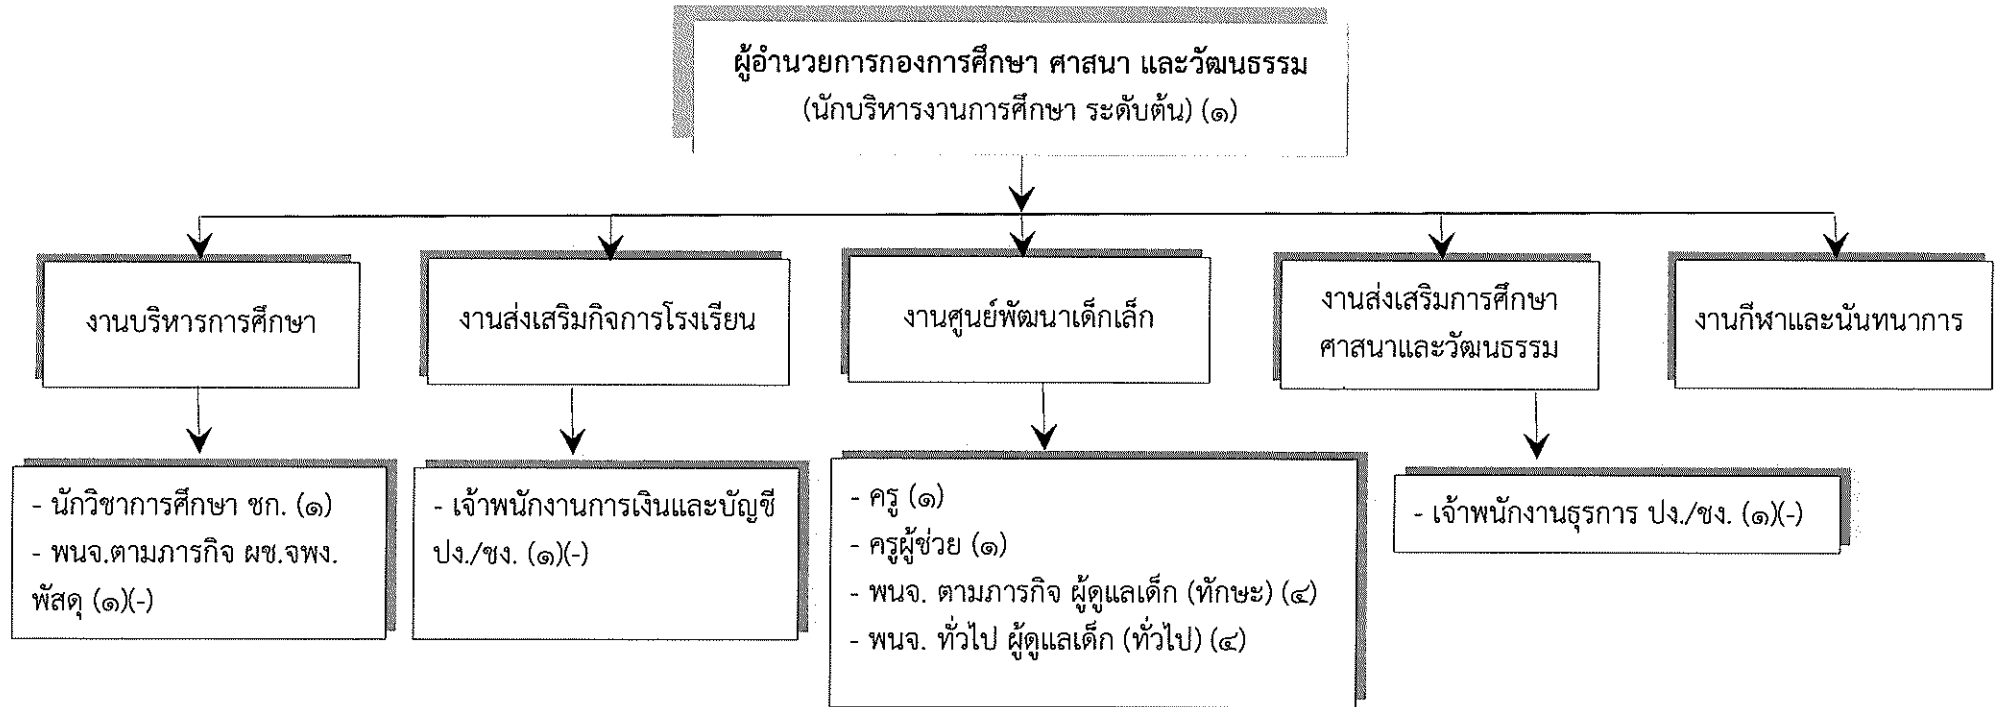 ผู้อำนวยการกองการศึกษา ศาสนา และวัฒนธรรม
(นักบริหารงานการศึกษา ระดับต้น) (๑)
งานบริหารการศึกษา
งานส่งเสริมกิจการโรงเรียน
งานศูนย์พัฒนาเด็กเล็ก
งานส่งเสริมการศึกษา
ศาสนาและวัฒนธรรม
งานกีฬาและนันทนาการ
- นักวิชาการศึกษา ชก. (๑)
- พนจ.ตามภารกิจ ผช.จพง.
พัสดุ (๑)(-)
- เจ้าพนักงานการเงินและบัญชี
ปง./ชง. (๑)(-)
- ครู (๑)
- ครูผู้ช่วย (๑)
- พนจ. ตามภารกิจ ผู้ดูแลเด็ก (ทักษะ) (๔)
- พนจ. ทั่วไป ผู้ดูแลเด็ก (ทั่วไป) (๔)
- เจ้าพนักงานธุรการ ปง./ชง. (๑)(-)